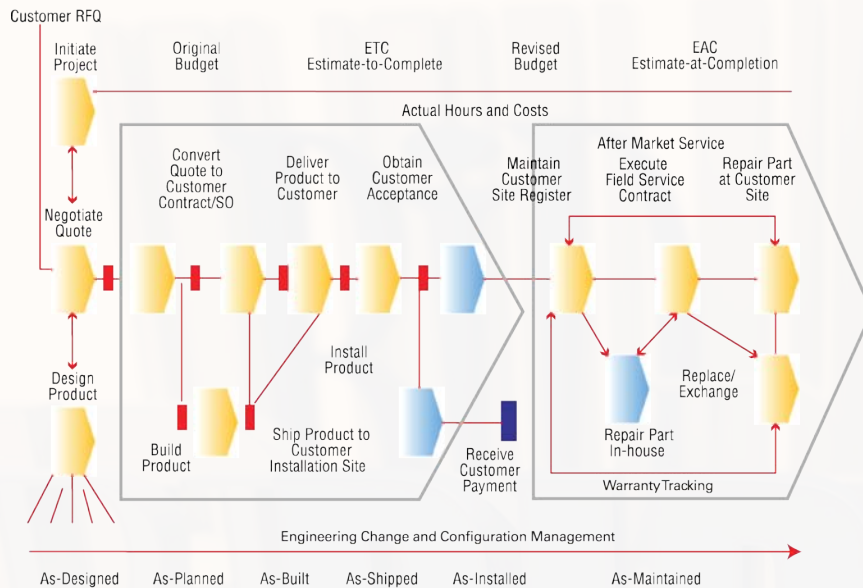 Customer RFQ
Initiate
Project
Original
Budget
ETC
Estimate-to-Complete
Revised
Budget
EAC
Estimate-at-Completion
Actual Hours and Costs
Convert
Quote to
Customer
Contract/SO
Deliver
Product to
Customer
Obtain
Customer
Acceptance
Maintain
Customer
Site Register
After Market Service
Execute
Field Service
Contract
Repair Part
at Customer
Site
Negotiate
Quote
Install
Product
Design
Product
Build
Product
Ship Product to
Customer
Installation Site
Receive
Customer
Payment
Repair Part
In-house
Replace/
Exchange
Warranty Tracking
Engineering Change and Configuration Management
As-Designed
As-Planned
As-Built
As-Shipped
As-Installed
As-Maintained